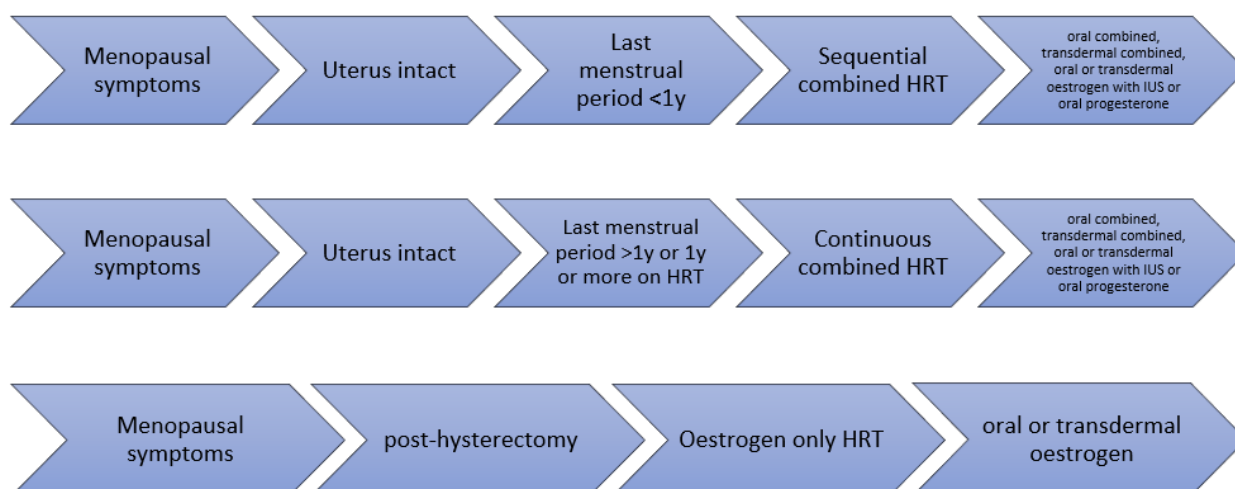 Menopausal
symptoms
Uterus intact
Last
menstrual
period <1y
Sequential
combined HRT
oral combined,
transdermal combined,
oral or transdermal
oestrogen with IUS or
oral progesterone
Menopausal
symptoms
Uterus intact
Last menstrual
period >1y or 1y
or more on HRT
Continuous
combined HRT
oral combined,
transdermal combined,
oral or transdermal
oestrogen with IUS or
oral progesterone
Menopausal
symptoms
post-hysterectomy
Oestrogen only HRT
oral or transdermal
oestrogen